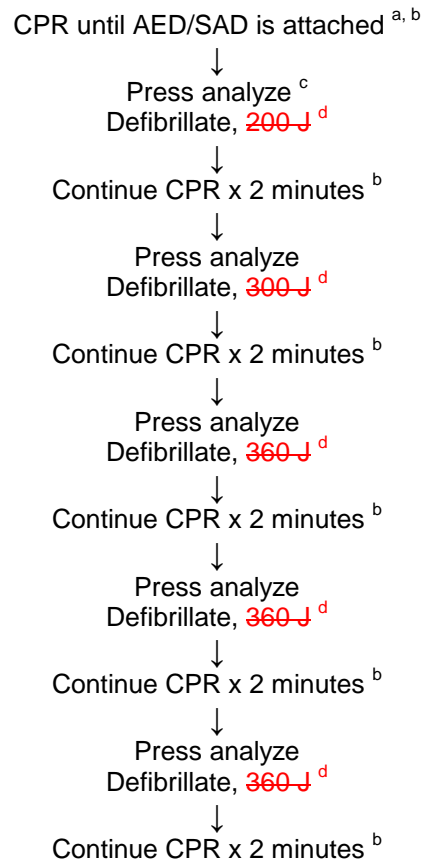 CPR until AED/SAD is attached a, b
↓
Press analyze c
Defibrillate, 200 J d
↓
Continue CPR x 2 minutes b
↓
Press analyze
Defibrillate, 300 J d
↓
Continue CPR x 2 minutes b
↓
Press analyze
Defibrillate, 360 J d
↓
Continue CPR x 2 minutes b
↓
Press analyze
Defibrillate, 360 J d
↓
Continue CPR x 2 minutes b
↓
Press analyze
Defibrillate, 360 J d
↓
Continue CPR x 2 minutes b